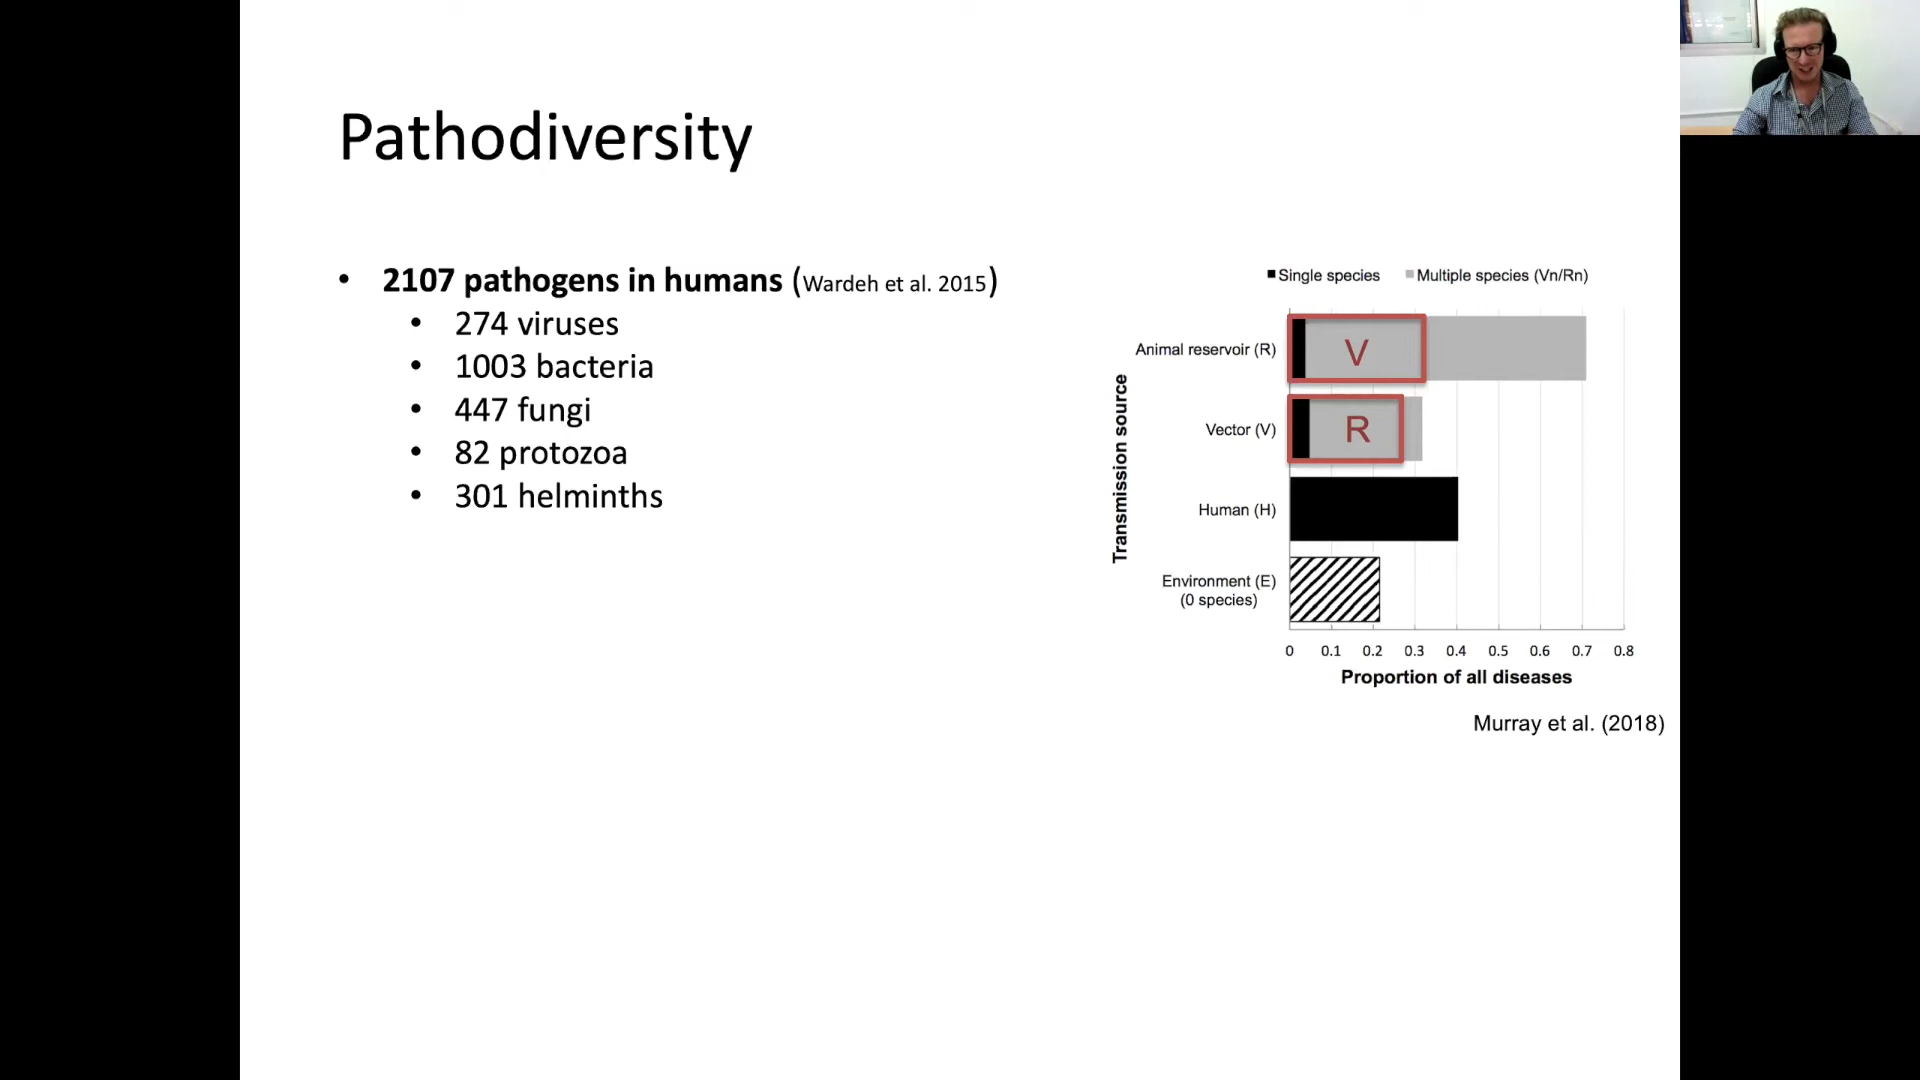 Pathodiversity
• 2107 pathogens in humans (Wardeh et al. 2015)
• 274 viruses
• 1003 bacteria
• 447 fungi
• 82 protozoa
• 301 helminths
Single species Multiple species (Vn/Rn)
Transmission source
Animal reservoir (R)
V
Vector (V)
R
Human (H)
Environment (E)
(0 species)
0 0.1 0.2 0.3 0.4 0.5 0.6 0.7 0.8
Proportion of all diseases
Murray et al. (2018)